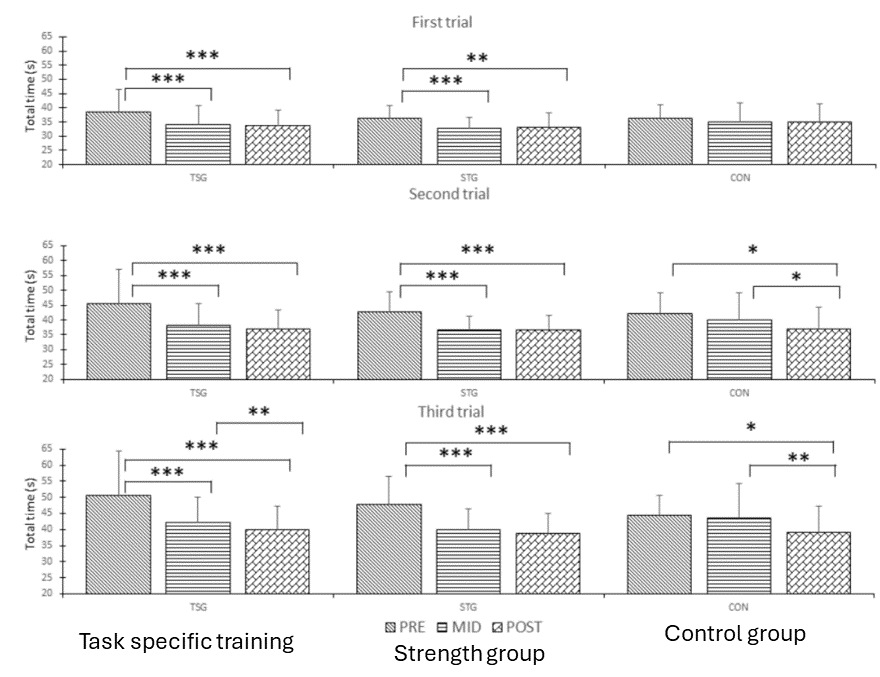 First trial
Total time (s)
65
60
55
50
45
40
35
30
25
20
***
***
**
***
TSG
STG
CON
Second trial
Total time (s)
65
60
55
50
45
40
35
30
25
20
***
***
***
***
*
*
TSG
STG
CON
Third trial
Total time (s)
65
60
55
50
45
40
35
30
25
20
**
***
***
***
***
*
**
TSG
STG
CON
PRE MID POST
Task specific training
Strength group
Control group